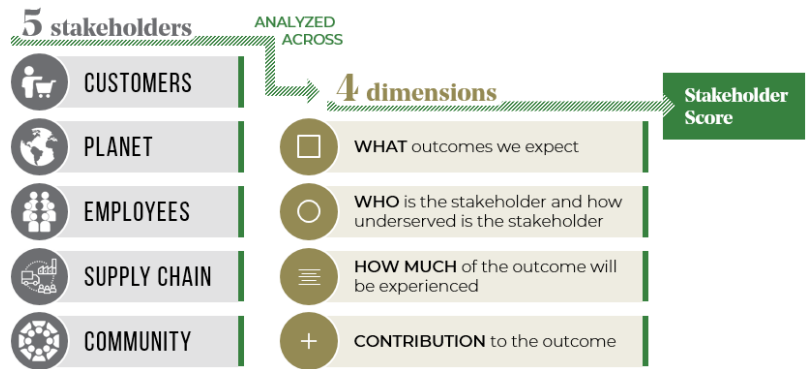 5 stakeholders
ANALYZED
ACROSS
CUSTOMERS
PLANET
EMPLOYEES
SUPPLY CHAIN
COMMUNITY
4 dimensions
WHAT outcomes we expect
WHO is the stakeholder and how
underserved is the stakeholder
HOW MUCH of the outcome will
be experienced
CONTRIBUTION to the outcome
Stakeholder
Score